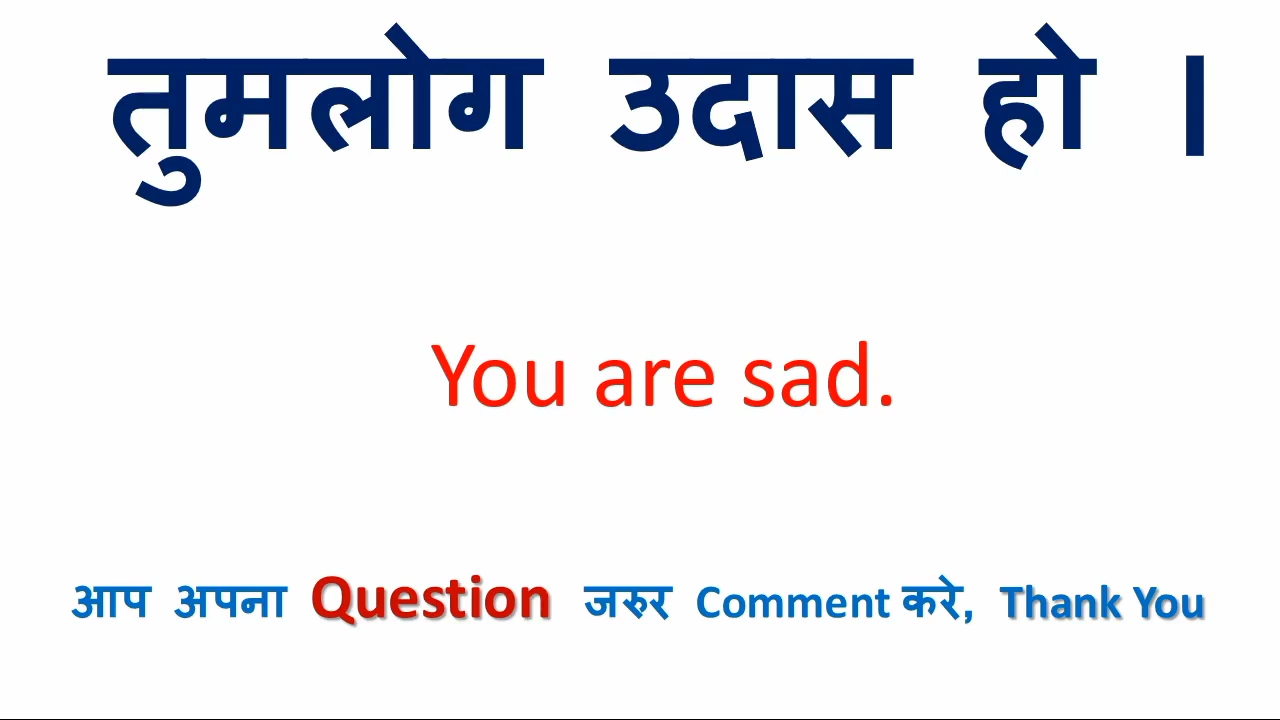 तुमलोग उदास हो ।
You are sad.
आप अपना Question जरुर Comment करे, Thank You